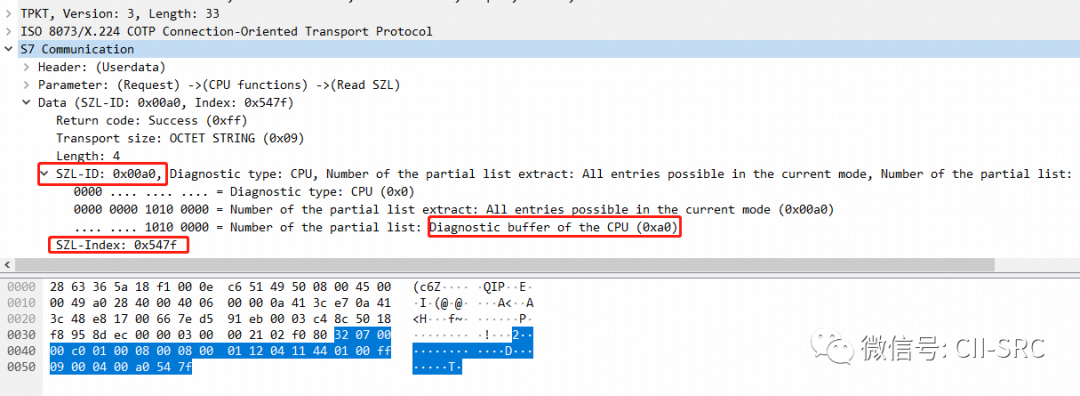 TPKT, Version: 3, Length: 33
ISO 8073/X.224 COTP Connection-Oriented Transport Protocol
S7 Communication
Header: (Userdata)
Parameter: (Request) ->(CPU functions) ->(Read SZL)
Data (SZL-ID: 0x00a0, Index: 0x547f)
Return code: Success (0xff)
Transport size: OCTET STRING (0x09)
Length: 4
SZL-ID: 0x00a0, Diagnostic type: CPU, Number of the partial list extract: All entries possible in the current mode, Number of the partial list:
0000 .... .... .... = Diagnostic type: CPU (0x0)
0000 0000 1010 0000 = Number of the partial list extract: All entries possible in the current mode (0x00a0)
.... .... 1010 0000 = Number of the partial list: Diagnostic buffer of the CPU (0xa0)
SZL-Index: 0x547f
0000 28 63 36 5a 18 f1 00 0e c6 51 49 50 08 00 45 00 (c6Z···· ·QIP··E·
0010 00 49 a0 28 40 00 40 06 00 00 0a 41 3c e7 0a 41 ·I·(@·@· ···A<··A
0020 3c 48 e8 17 00 66 7e d5 91 eb 00 03 c4 8c 50 18 <H···f~· ······P·
0030 f8 95 8d ec 00 00 03 00 00 21 02 f0 80 32 07 00 ········ ·!···2··
0040 00 c0 01 00 08 00 08 00 01 12 04 11 44 01 00 ff ········ ····D···
0050 09 00 04 00 a0 54 7f ·····T·
微信号: CII-SRC